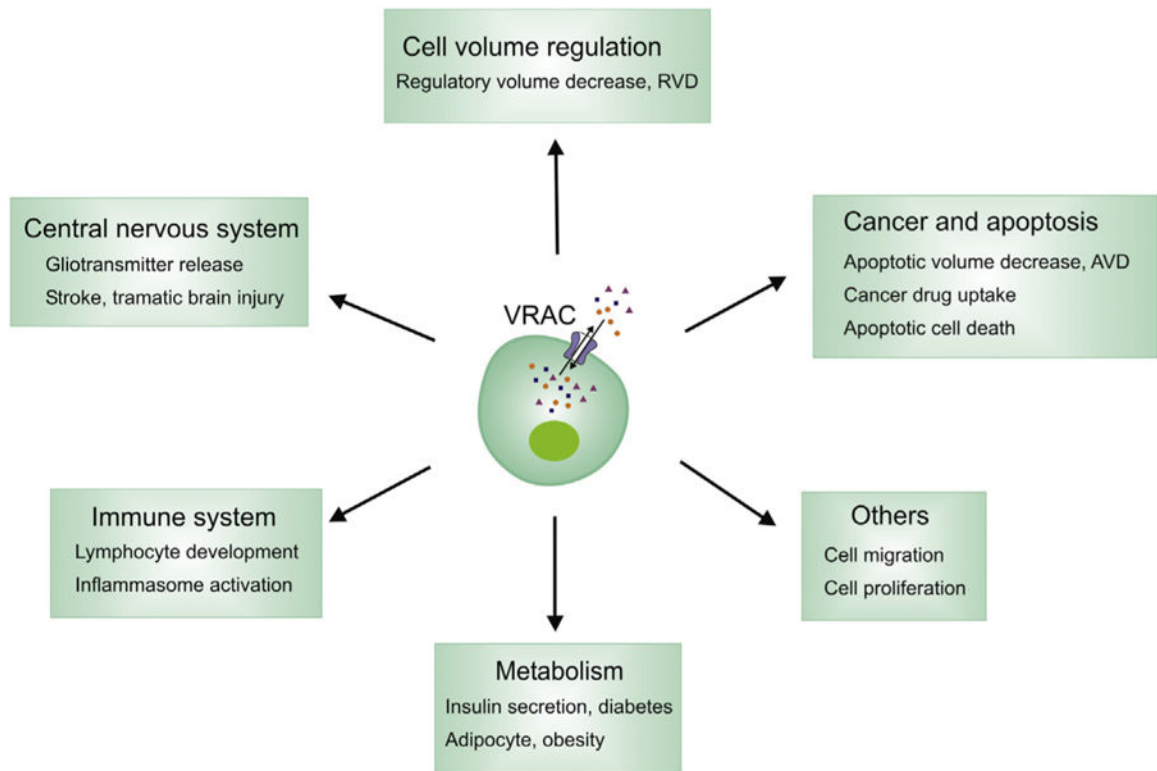 Cell volume regulation
Regulatory volume decrease, RVD
Central nervous system
Gliotransmitter release
Stroke, tramatic brain injury
Cancer and apoptosis
Apoptotic volume decrease, AVD
Cancer drug uptake
Apoptotic cell death
VRAC
Immune system
Lymphocyte development
Inflammasome activation
Others
Cell migration
Cell proliferation
Metabolism
Insulin secretion, diabetes
Adipocyte, obesity